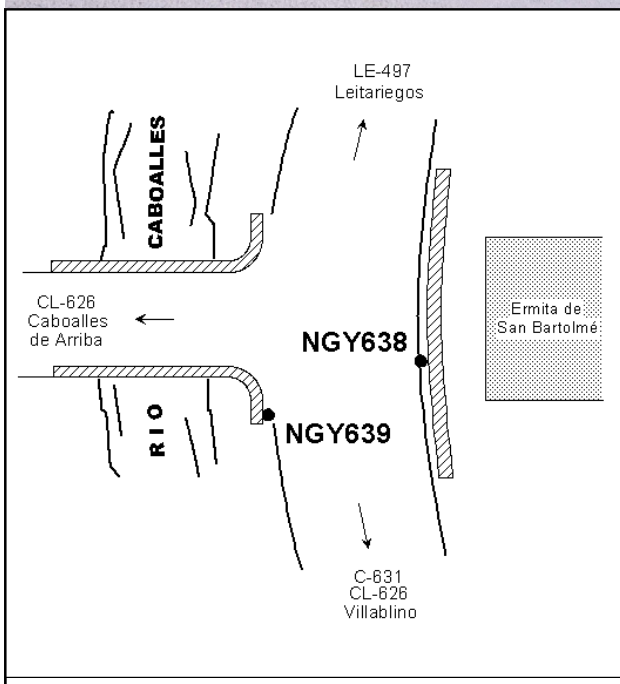 LE-497
Leitariegos
CABOALLES
CL-626
Caboalles
de Arriba
NGY638
Ermita de
San Bartolmé
RIO
NGY639
C-631
CL-626
Villablino